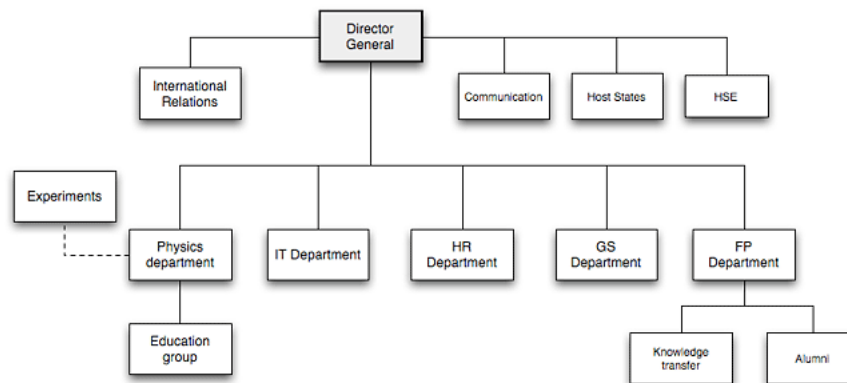 Director
General
International
Relations
Communication
Host States
HSE
Experiments
Physics
department
IT Department
HR
Department
GS
Department
FP
Department
Education
group
Knowledge
transfer
Alumni